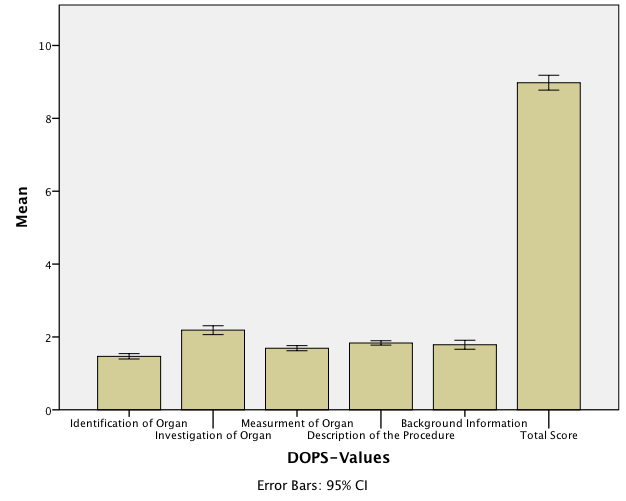 10
8
6
4
2
0
Mean
Identification of Organ
Investigation of Organ
Measurment of Organ
Description of the Procedure
Background Information
Total Score
DOPS-Values
Error Bars: 95% CI